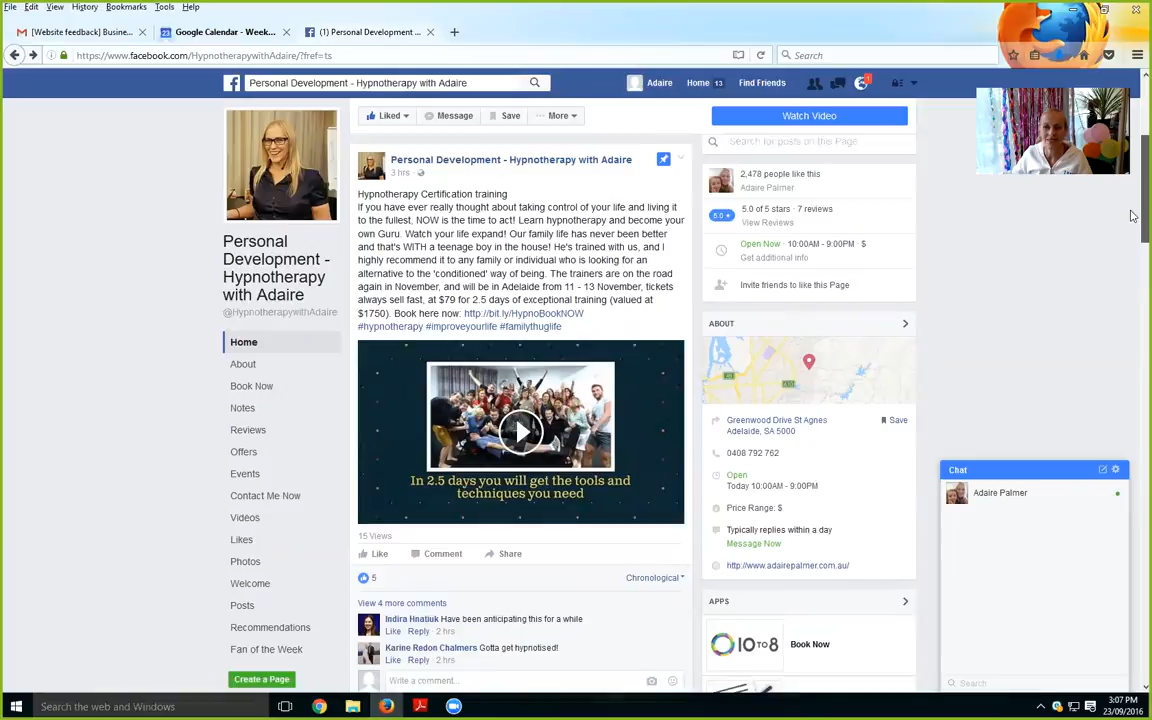 File Edit View History Bookmarks Tools Help
[Website feedback] Busine...
Google Calendar - Week...
(1) Personal Development ...
https://www.facebook.com/HypnotherapywithAdaire/?fref=ts
Search
Personal Development - Hypnotherapy with Adaire
Adaire
Home 13
Find Friends
1
Liked
Message
Save
More
Watch Video
Search for posts on this Page
Personal
Development -
Hypnotherapy
with Adaire
@HypnotherapywithAdaire
Home
About
Book Now
Notes
Reviews
Offers
Events
Contact Me Now
Videos
Likes
Photos
Welcome
Posts
Recommendations
Fan of the Week
Create a Page
Personal Development - Hypnotherapy with Adaire
3 hrs
Hypnotherapy Certification training
If you have ever really thought about taking control of your life and living it
to the fullest, NOW is the time to act! Learn hypnotherapy and become your
own Guru. Watch your life expand! Our family life has never been better
and that's WITH a teenage boy in the house! He's trained with us, and I
highly recommend it to any family or individual who is looking for an
alternative to the 'conditioned' way of being. The trainers are on the road
again in November, and will be in Adelaide from 11 - 13 November, tickets
always sell fast, at $79 for 2.5 days of exceptional training (valued at
$1750). Book here now: http://bit.ly/HypnoBookNOW
#hypnotherapy #improveyourlife #familythuglife
In 2.5 days you will get the tools and
techniques you need
15 Views
Like
Comment
Share
5
Chronological
View 4 more comments
Indira Hnatiuk Have been anticipating this for a while
Like · Reply · 2 hrs
Karine Redon Chalmers Gotta get hypnotised!
Like · Reply · 2 hrs
Write a comment...
2,478 people like this
Adaire Palmer
5.0
5.0 of 5 stars · 7 reviews
View Reviews
Open Now · 10:00AM - 9:00PM · $
Get additional info
Invite friends to like this Page
ABOUT
Greenwood Drive St Agnes
Adelaide, SA 5000
Save
0408 792 762
Open
Today 10:00AM - 9:00PM
Price Range: $
Typically replies within a day
Message Now
http://www.adairepalmer.com.au/
APPS
10TO8
Book Now
Chat
Adaire Palmer
Search
Search the web and Windows
3:07 PM
23/09/2016